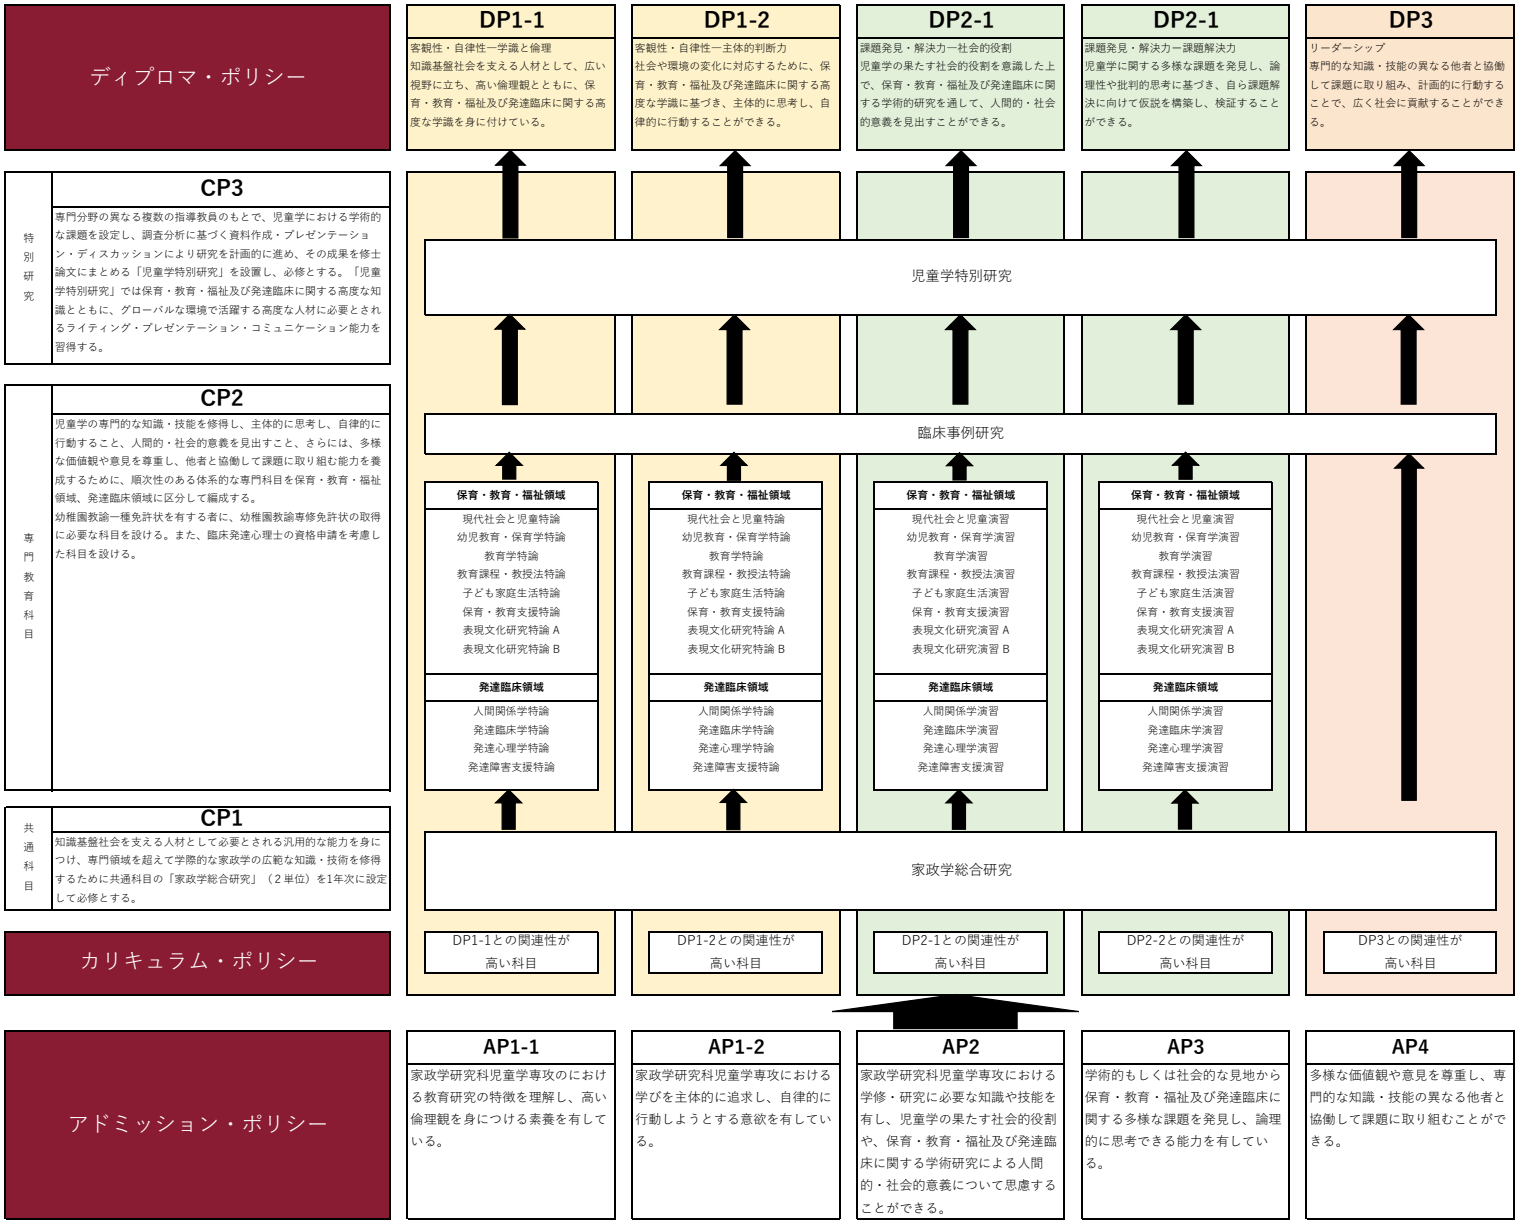 ディプロマ・ポリシー
DP1-1
客観性・自律性―学識と倫理
知識基盤社会を支える人材として、広い
視野に立ち、高い倫理観とともに、保
育・教育・福祉及び発達臨床に関する高
度な学識を身に付けている。
DP1-2
客観性・自律性―主体的判断力
社会や環境の変化に対応するために、保
育・教育・福祉及び発達臨床に関する高
度な学識に基づき、主体的に思考し、自
律的に行動することができる。
DP2-1
課題発見・解決力―社会的役割
児童学の果たす社会的役割を意識した上
で、保育・教育・福祉及び発達臨床に関
する学術的研究を通して、人間的・社会
的意義を見出すことができる。
DP2-1
課題発見・解決力―課題解決力
児童学に関する多様な課題を発見し、論
理性や批判的思考に基づき、自ら課題解
決に向けて仮説を構築し、検証すること
ができる。
DP3
リーダーシップ
専門的な知識・技能の異なる他者と協働
して課題に取り組み、計画的に行動する
ことで、広く社会に貢献することができ
る。
特別研究
CP3
専門分野の異なる複数の指導教員のもとで、児童学における学術的
な課題を設定し、調査分析に基づく資料作成・プレゼンテーショ
ン・ディスカッションにより研究を計画的に進め、その成果を修士
論文にまとめる「児童学特別研究」を設置し、必修とする。「児童
学特別研究」では保育・教育・福祉及び発達臨床に関する高度な知
識とともに、グローバルな環境で活躍する高度な人材に必要とされ
るライティング・プレゼンテーション・コミュニケーション能力を
習得する。
児童学特別研究
専門教育科目
CP2
児童学の専門的な知識・技能を修得し、主体的に思考し、自律的に
行動すること、人間的・社会的意義を見出すこと、さらには、多様
な価値観や意見を尊重し、他者と協働して課題に取り組む能力を養
成するために、順次性のある体系的な専門科目を保育・教育・福祉
領域、発達臨床領域に区分して編成する。
幼稚園教諭一種免許状を有する者に、幼稚園教諭専修免許状の取得
に必要な科目を設ける。また、臨床発達心理士の資格申請を考慮し
た科目を設ける。
臨床事例研究
保育・教育・福祉領域
現代社会と児童特論
幼児教育・保育学特論
教育学特論
教育課程・教授法特論
子ども家庭生活特論
保育・教育支援特論
表現文化研究特論 A
表現文化研究特論 B
発達臨床領域
人間関係学特論
発達臨床学特論
発達心理学特論
発達障害支援特論
保育・教育・福祉領域
現代社会と児童特論
幼児教育・保育学特論
教育学特論
教育課程・教授法特論
子ども家庭生活特論
保育・教育支援特論
表現文化研究特論 A
表現文化研究特論 B
発達臨床領域
人間関係学特論
発達臨床学特論
発達心理学特論
発達障害支援特論
保育・教育・福祉領域
現代社会と児童演習
幼児教育・保育学演習
教育学演習
教育課程・教授法演習
子ども家庭生活演習
保育・教育支援演習
表現文化研究演習 A
表現文化研究演習 B
発達臨床領域
人間関係学演習
発達臨床学演習
発達心理学演習
発達障害支援演習
保育・教育・福祉領域
現代社会と児童演習
幼児教育・保育学演習
教育学演習
教育課程・教授法演習
子ども家庭生活演習
保育・教育支援演習
表現文化研究演習 A
表現文化研究演習 B
発達臨床領域
人間関係学演習
発達臨床学演習
発達心理学演習
発達障害支援演習
共通科目
CP1
知識基盤社会を支える人材として必要とされる汎用的な能力を身に
つけ、専門領域を超えて学際的な家政学の広範な知識・技術を修得
するために共通科目の「家政学総合研究」（２単位）を1年次に設定
して必修とする。
家政学総合研究
カリキュラム・ポリシー
DP1-1との関連性が
高い科目
DP1-2との関連性が
高い科目
DP2-1との関連性が
高い科目
DP2-2との関連性が
高い科目
DP3との関連性が
高い科目
アドミッション・ポリシー
AP1-1
家政学研究科児童学専攻のにおけ
る教育研究の特徴を理解し、高い
倫理観を身につける素養を有して
いる。
AP1-2
家政学研究科児童学専攻における
学びを主体的に追求し、自律的に
行動しようとする意欲を有してい
る。
AP2
家政学研究科児童学専攻における
学修・研究に必要な知識や技能を
有し、児童学の果たす社会的役割
や、保育・教育・福祉及び発達臨
床に関する学術研究による人間
的・社会的意義について思慮する
ことができる。
AP3
学術的もしくは社会的な見地から
保育・教育・福祉及び発達臨床に
関する多様な課題を発見し、論理
的に思考できる能力を有してい
る。
AP4
多様な価値観や意見を尊重し、専
門的な知識・技能の異なる他者と
協働して課題に取り組むことがで
きる。